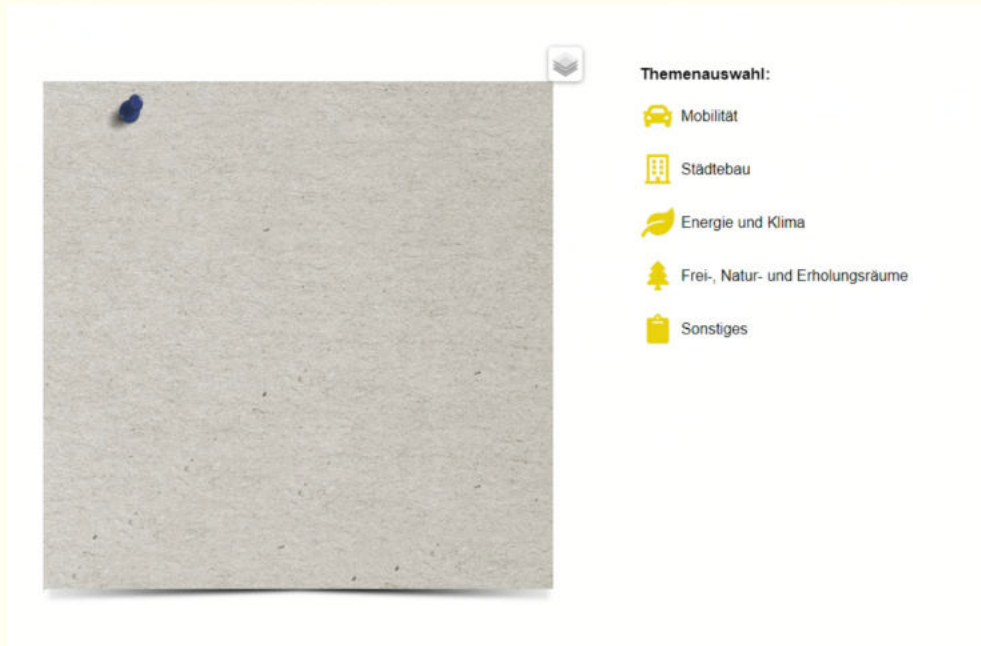 Themenauswahl:
Mobilität
Städtebau
Energie und Klima
Frei-, Natur- und Erholungsräume
Sonstiges